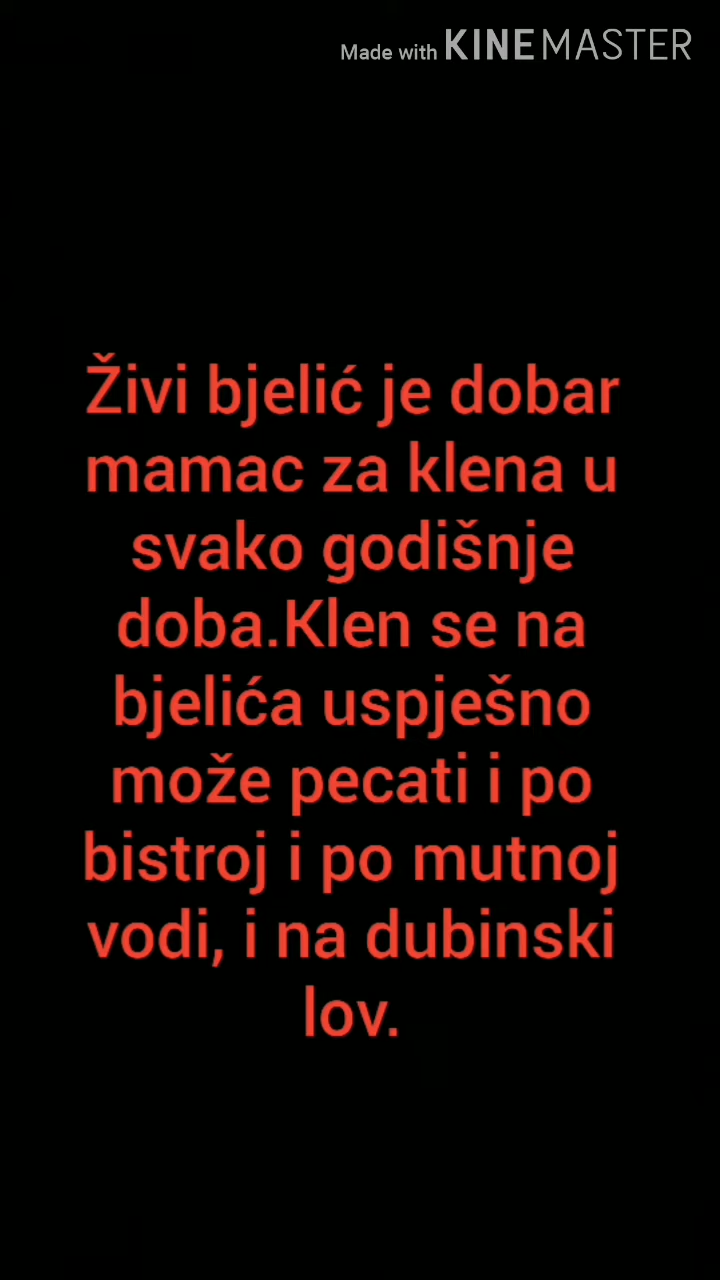 Made with KINEMASTER
Živi bjelić je dobar
mamac za klena u
svako godišnje
doba.Klen se na
bjelića uspješno
može pecati i po
bistroj i po mutnoj
vodi, i na dubinski
lov.